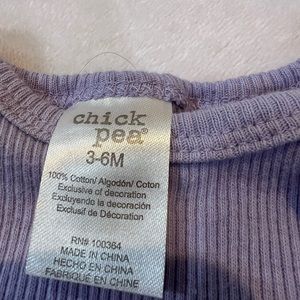 chick
pea®
3-6M
100% Cotton/ Algodón/ Coton
Exclusive of decoration
Excluyendo la decoración
Exclusif de Décoration
RN# 100364
MADE IN CHINA
HECHO EN CHINA
FABRIQUÉ EN CHINE